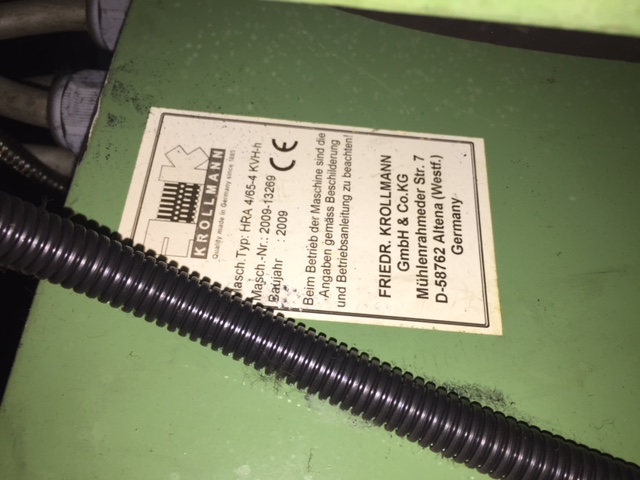 KROLLMANN
Quality made in Germany since 1881
Masch.Typ: HRA 4/65-4 KVH-h
Masch.-Nr.: 2009-13269
Baujahr : 2009
CE
Beim Betrieb der Maschine sind die
Angaben gemäss Beschilderung
und Betriebsanleitung zu beachten!
FRIEDR. KROLLMANN
GmbH & Co.KG
Mühlenrahmeder Str. 7
D-58762 Altena (Westf.)
Germany